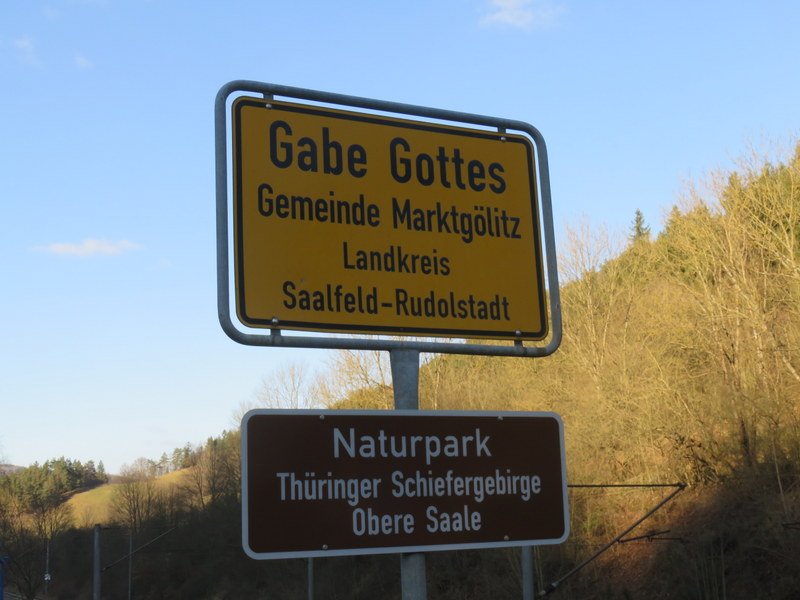 Gabe Gottes
Gemeinde Marktgölitz
Landkreis
Saalfeld-Rudolstadt
Naturpark
Thüringer Schiefergebirge
Obere Saale